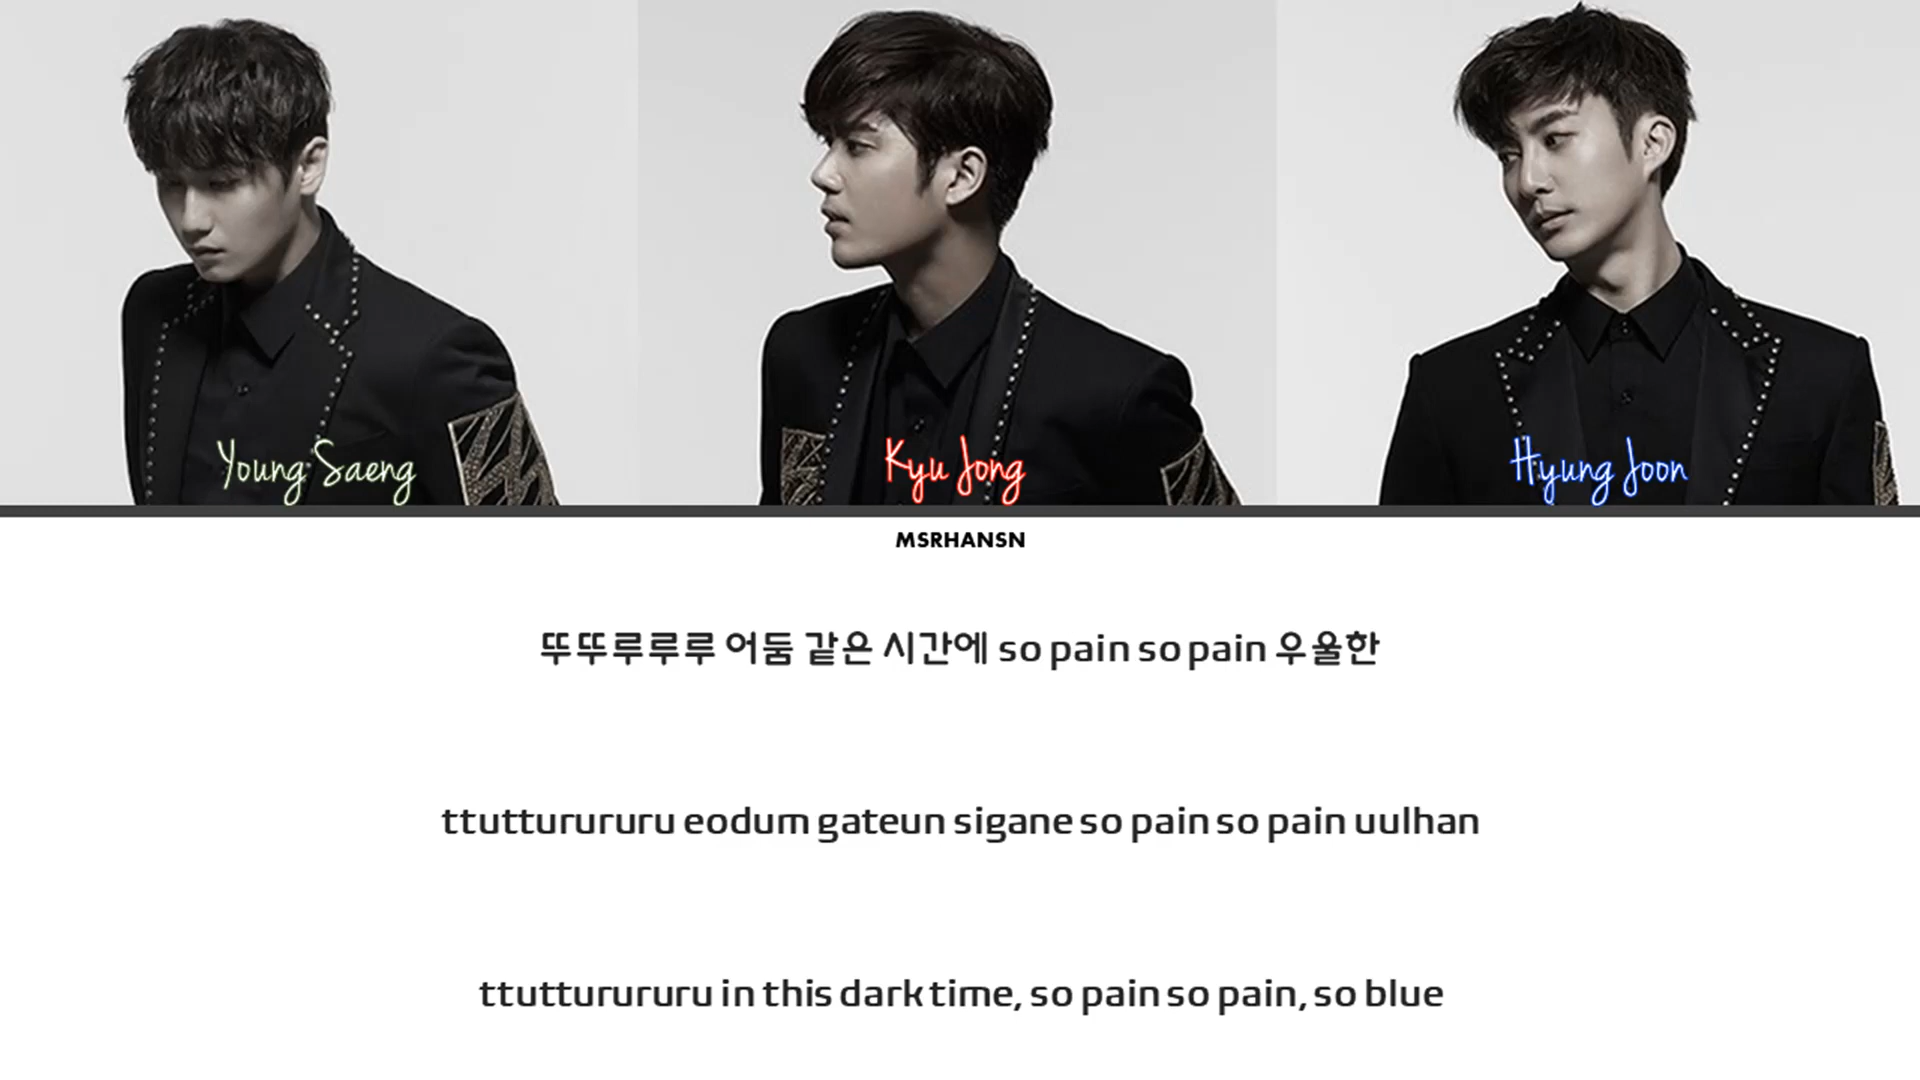 Young Saeng
Kyu Jong
Hyung Joon
MSRHANSN
뚜뚜루루루 어둠 같은 시간에 so pain so pain 우울한
ttutturururu eodum gateun sigane so pain so pain uulhan
ttutturururu in this dark time, so pain so pain, so blue